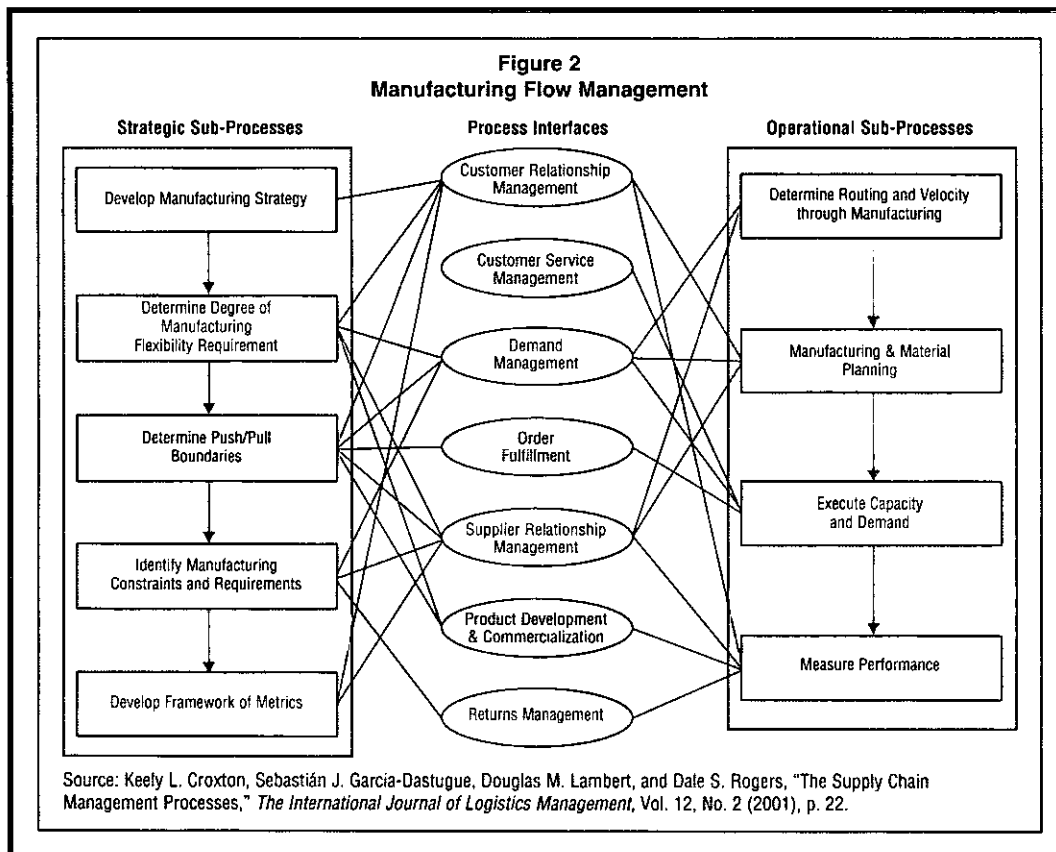 Figure 2
Manufacturing Flow Management
Strategic Sub-Processes
Develop Manufacturing Strategy
Determine Degree of
Manufacturing
Flexibility Requirement
Determine Push/Pull
Boundaries
Identify Manufacturing
Constraints and Requirements
Develop Framework of Metrics
Process Interfaces
Customer Relationship
Management
Customer Service
Management
Demand
Management
Order
Fulfillment
Supplier Relationship
Management
Product Development
& Commercialization
Returns Management
Operational Sub-Processes
Determine Routing and Velocity
through Manufacturing
Manufacturing & Material
Planning
Execute Capacity
and Demand
Measure Performance
Source: Keely L. Croxton, Sebastián J. García-Dastugue, Douglas M. Lambert, and Dale S. Rogers, "The Supply Chain
Management Processes," The International Journal of Logistics Management, Vol. 12, No. 2 (2001), p. 22.